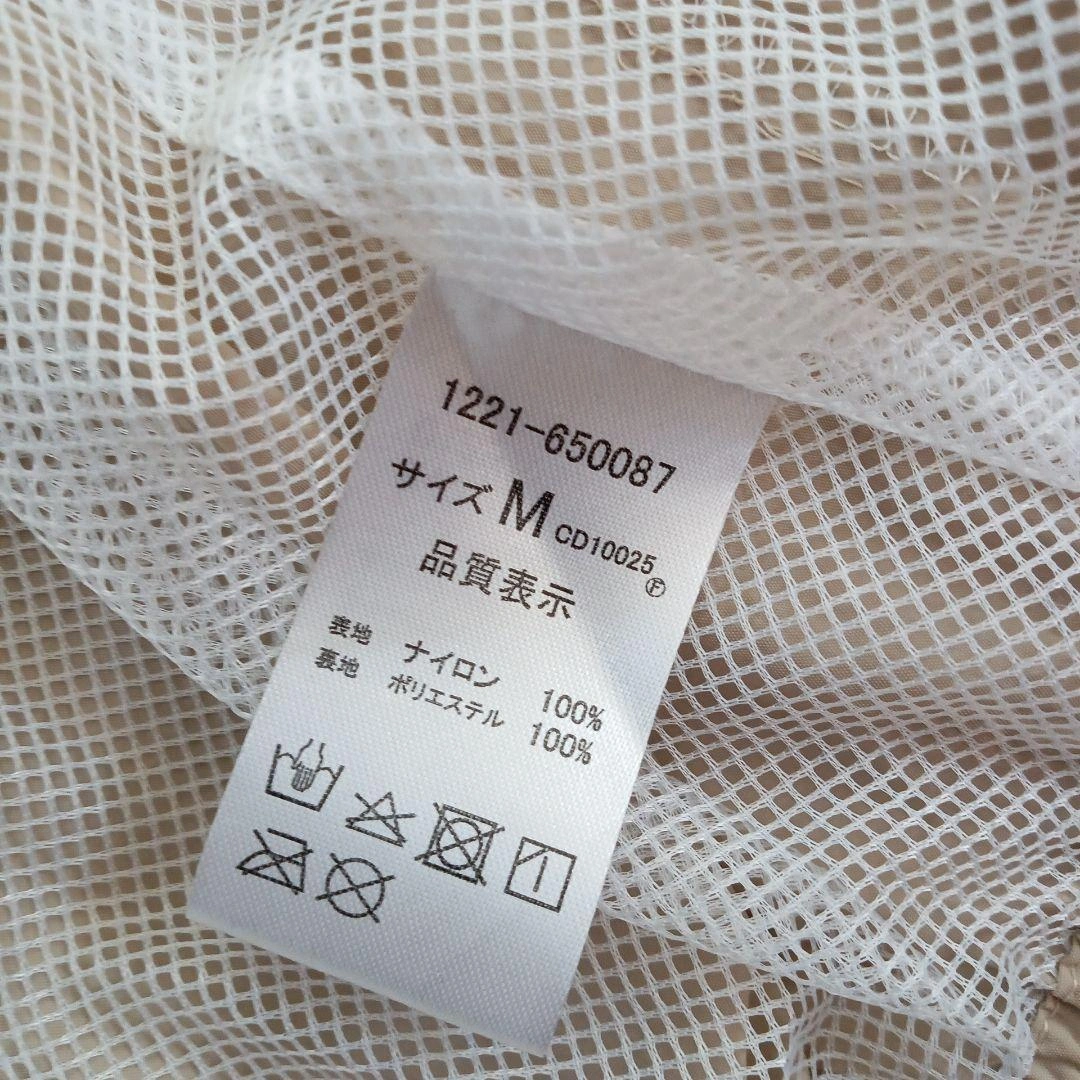 1221-650087
サイズ M CD10025 Ⓕ
品質表示
表地 ナイロン 100%
裏地 ポリエステル 100%